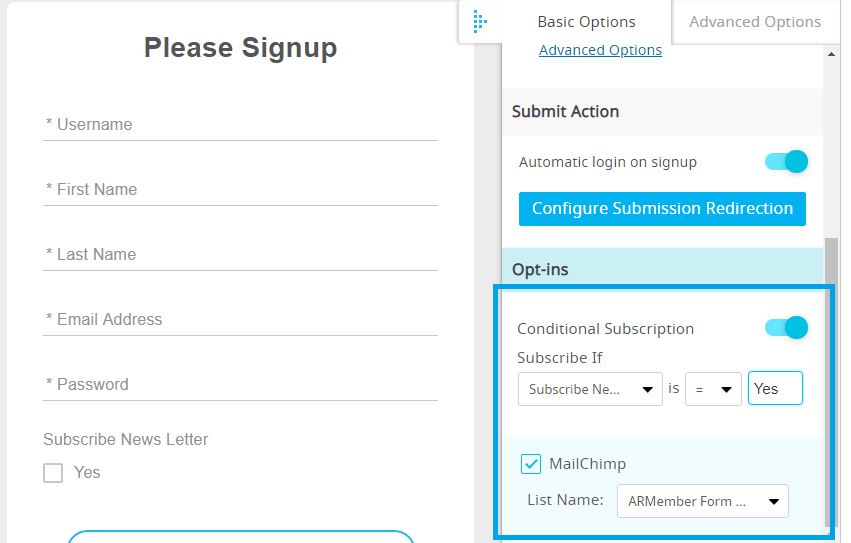 Please Signup
* Username
* First Name
* Last Name
* Email Address
* Password
Subscribe News Letter
Yes
Basic Options
Advanced Options
Advanced Options
Submit Action
Automatic login on signup
Configure Submission Redirection
Opt-ins
Conditional Subscription
Subscribe If
Subscribe Ne... is = Yes
MailChimp
List Name: ARMember Form ...